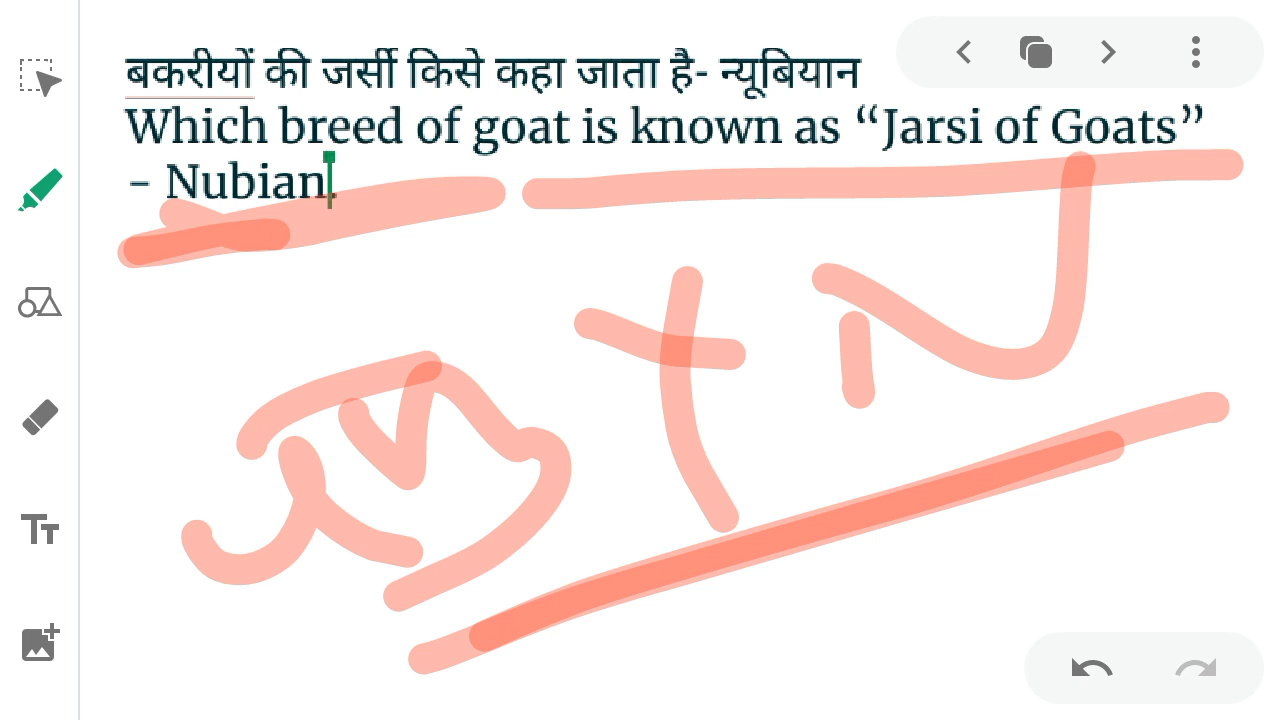 बकरीयों की जर्सी किसे कहा जाता है- न्यूबियान
Which breed of goat is known as “Jarsi of Goats”
- Nubian